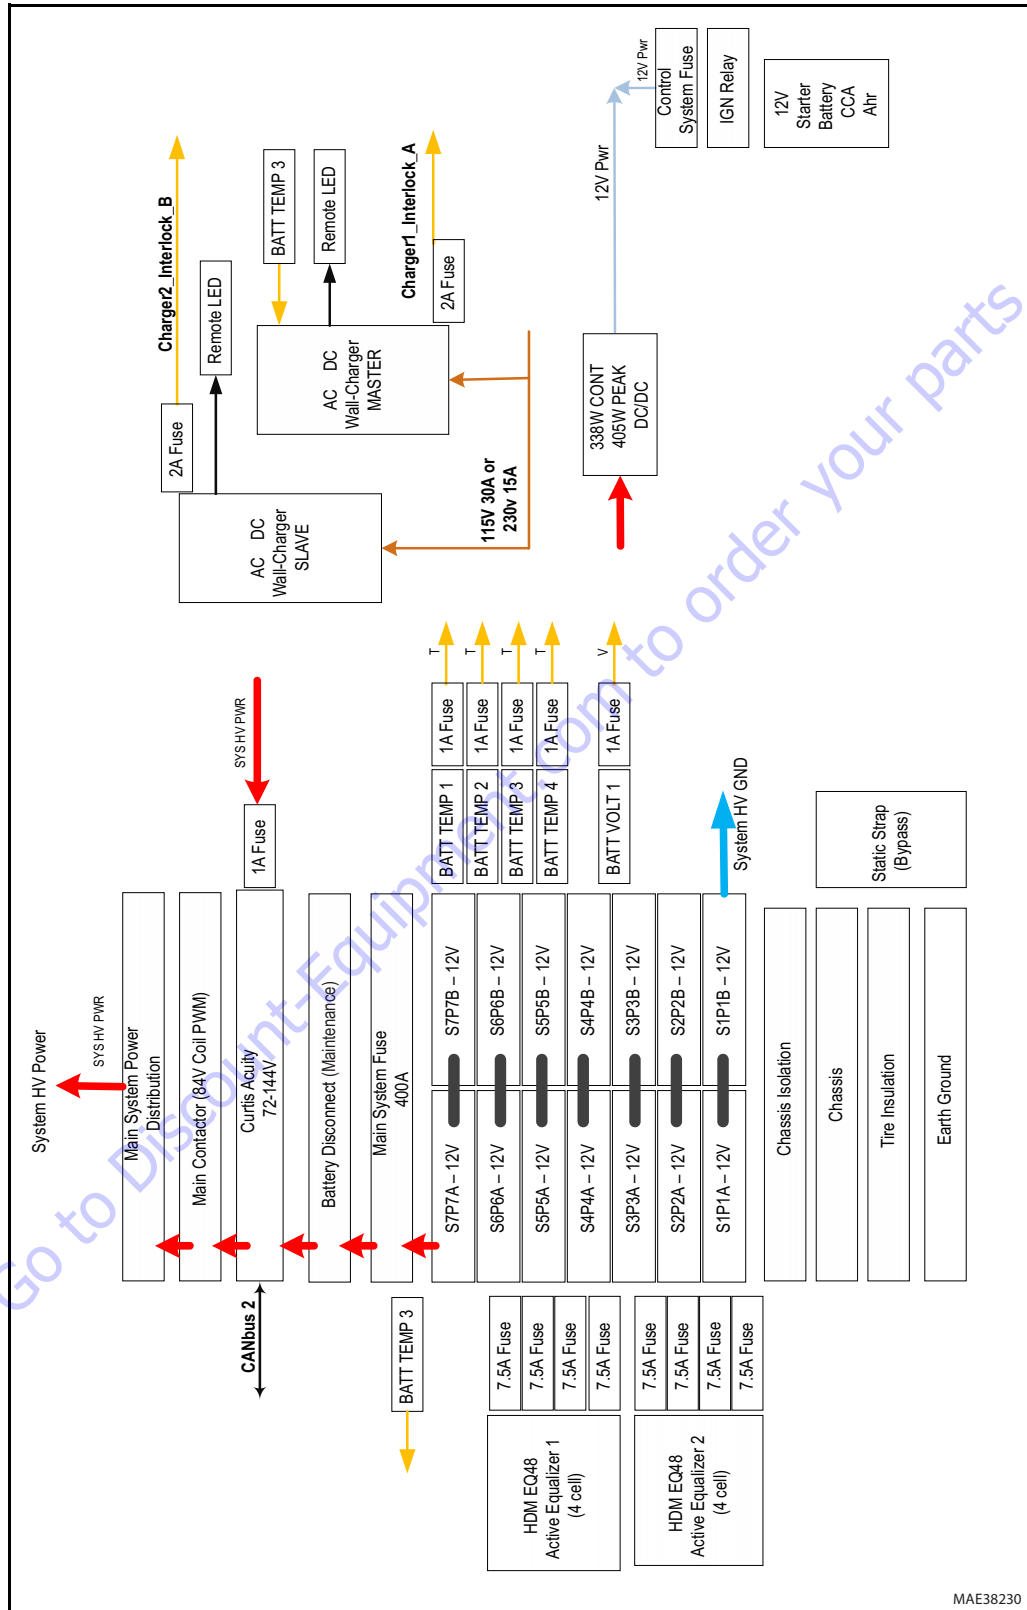 System HV Power
SYS HV PWR
Main System Power
Distribution
Main Contactor (84V Coil PWM)
Curtis Acuity
72-144V
CANbus 2
1A Fuse
SYS HV PWR
Battery Disconnect (Maintenance)
Main System Fuse
400A
BATT TEMP 3
S7P7A – 12V
S7P7B – 12V
S6P6A – 12V
S6P6B – 12V
S5P5A – 12V
S5P5B – 12V
S4P4A – 12V
S4P4B – 12V
S3P3A – 12V
S3P3B – 12V
S2P2A – 12V
S2P2B – 12V
S1P1A – 12V
S1P1B – 12V
System HV GND
BATT TEMP 1
1A Fuse
T
BATT TEMP 2
1A Fuse
T
BATT TEMP 3
1A Fuse
T
BATT TEMP 4
1A Fuse
T
BATT VOLT 1
1A Fuse
V
7.5A Fuse
7.5A Fuse
7.5A Fuse
7.5A Fuse
HDM EQ48
Active Equalizer 1
(4 cell)
7.5A Fuse
7.5A Fuse
7.5A Fuse
7.5A Fuse
HDM EQ48
Active Equalizer 2
(4 cell)
Chassis Isolation
Chassis
Tire Insulation
Earth Ground
Static Strap
(Bypass)
Charger2_Interlock_B
2A Fuse
Remote LED
AC DC
Wall-Charger
SLAVE
BATT TEMP 3
Remote LED
AC DC
Wall-Charger
MASTER
Charger1_Interlock_A
2A Fuse
115V 30A or
230v 15A
338W CONT
405W PEAK
DC/DC
12V Pwr
12V Pwr
Control
System Fuse
IGN Relay
12V
Starter
Battery
CCA
Ahr
Go to Discount-Equipment.com to order your parts
MAE38230